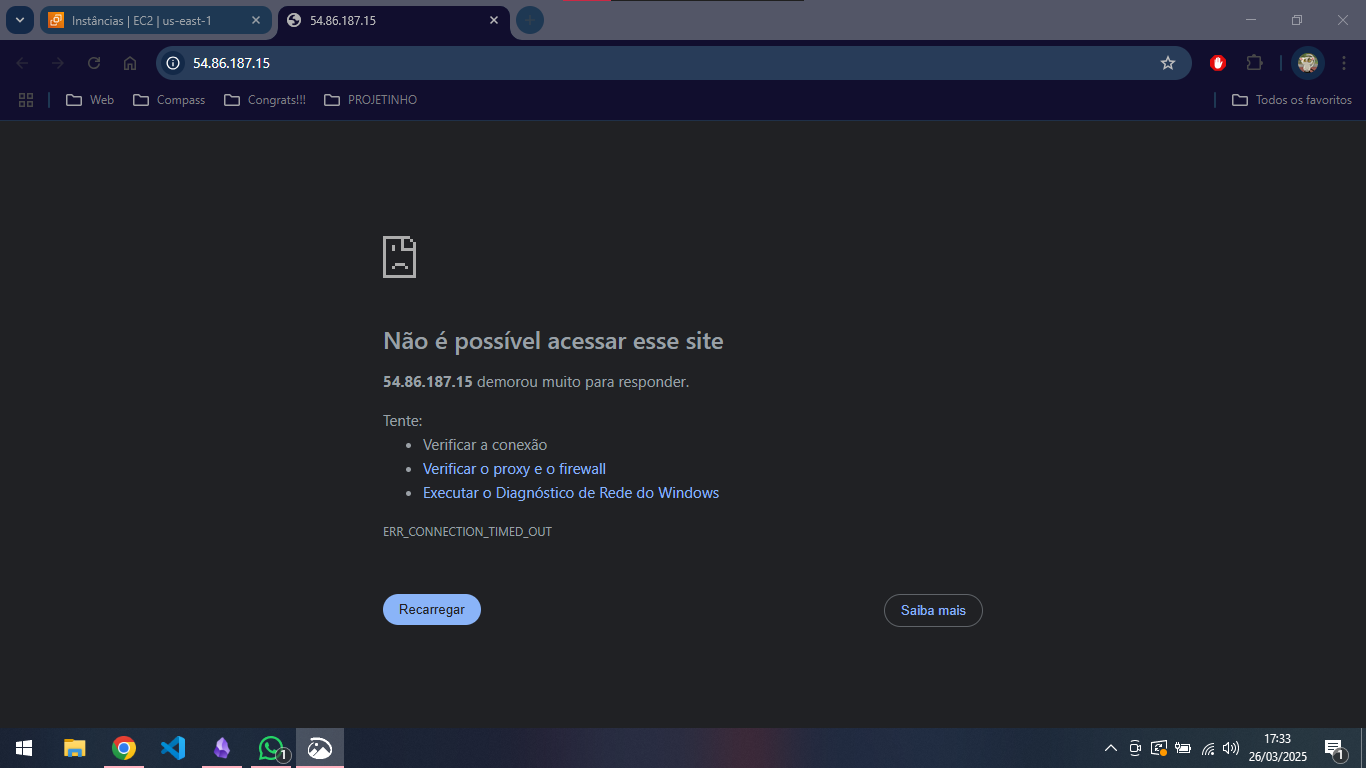 Instâncias | EC2 | us-east-1
54.86.187.15
54.86.187.15
Web
Compass
Congrats!!!
PROJETINHO
Todos os favoritos
Não é possível acessar esse site
54.86.187.15 demorou muito para responder.
Tente:
Verificar a conexão
Verificar o proxy e o firewall
Executar o Diagnóstico de Rede do Windows
ERR_CONNECTION_TIMED_OUT
Recarregar
Saiba mais
1
17:33
26/03/2025
1